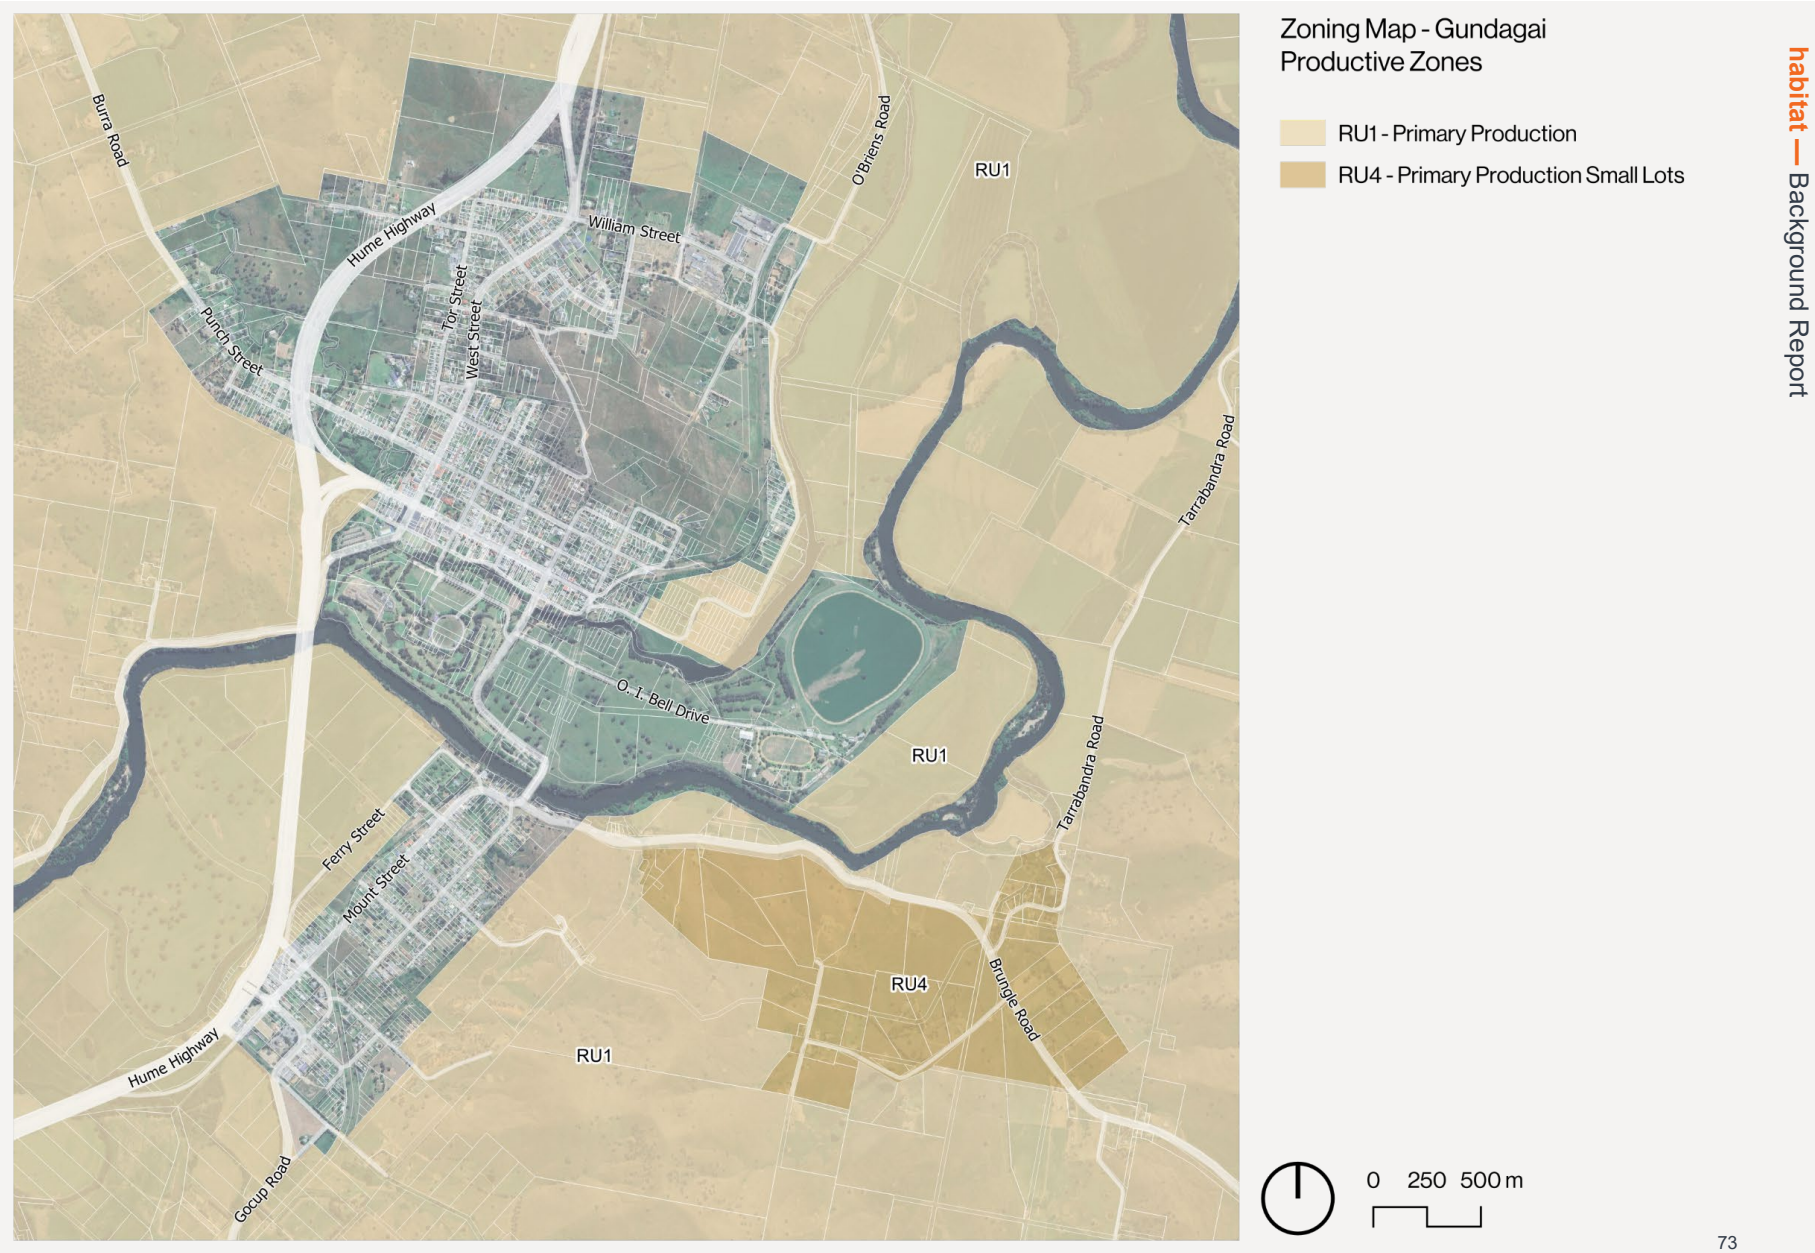 Zoning Map - Gundagai
Productive Zones
RU1 - Primary Production
RU4 - Primary Production Small Lots
habitat — Background Report
Burra Road
O'Briens Road
RU1
Hume Highway
William Street
Tor Street
West Street
Punch Street
Tarrabandra Road
O. I. Bell Drive
RU1
Tarrabandra Road
Ferry Street
Mount Street
RU4
Brungle Road
RU1
Hume Highway
Gocup Road
0 250 500 m
73